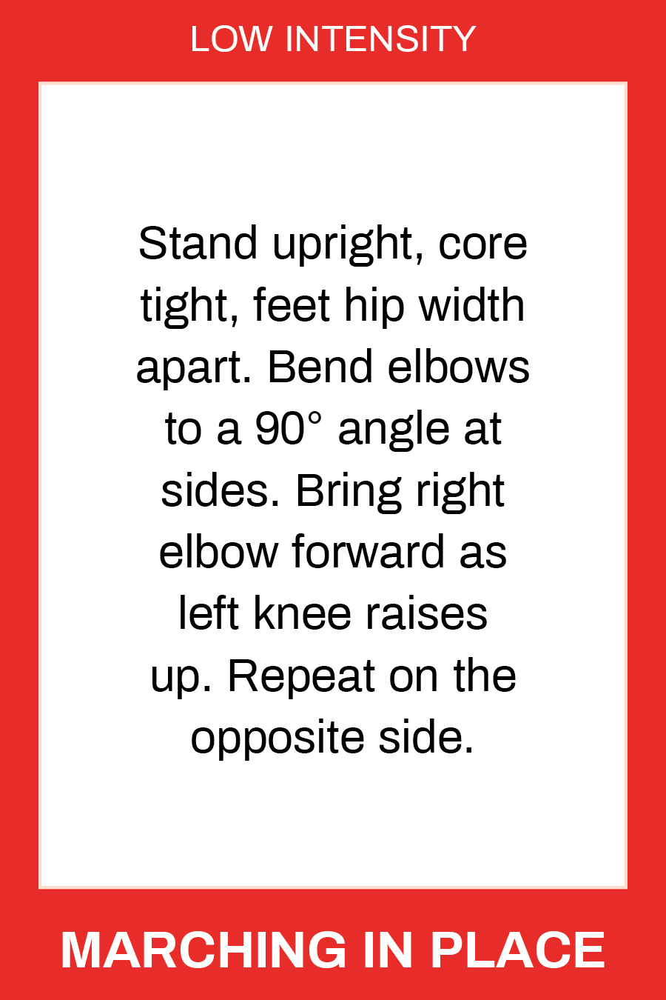 LOW INTENSITY
Stand upright, core
tight, feet hip width
apart. Bend elbows
to a 90° angle at
sides. Bring right
elbow forward as
left knee raises
up. Repeat on the
opposite side.
MARCHING IN PLACE